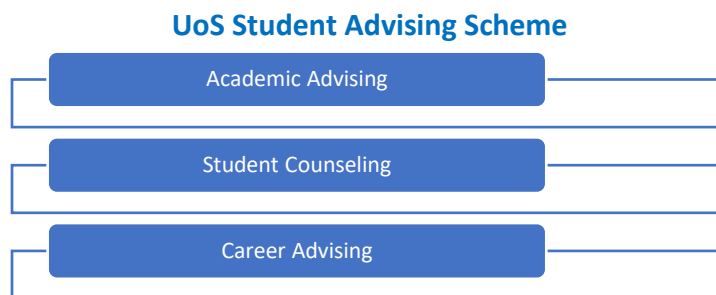 UoS Student Advising Scheme
Academic Advising
Student Counseling
Career Advising